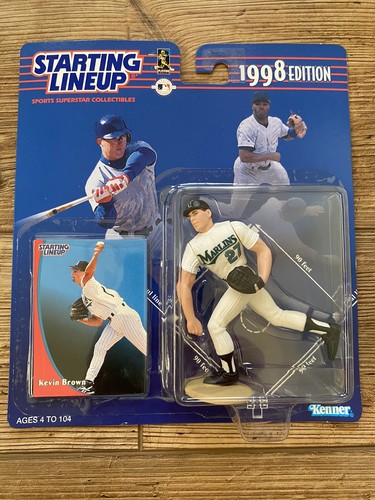 STARTING
LINEUP
SPORTS SUPERSTAR COLLECTIBLES
1998 EDITION
STARTING
LINEUP
Kevin Brown
MARLINS
90 feet
90 feet
90 feet
AGES 4 TO 104
Kenner